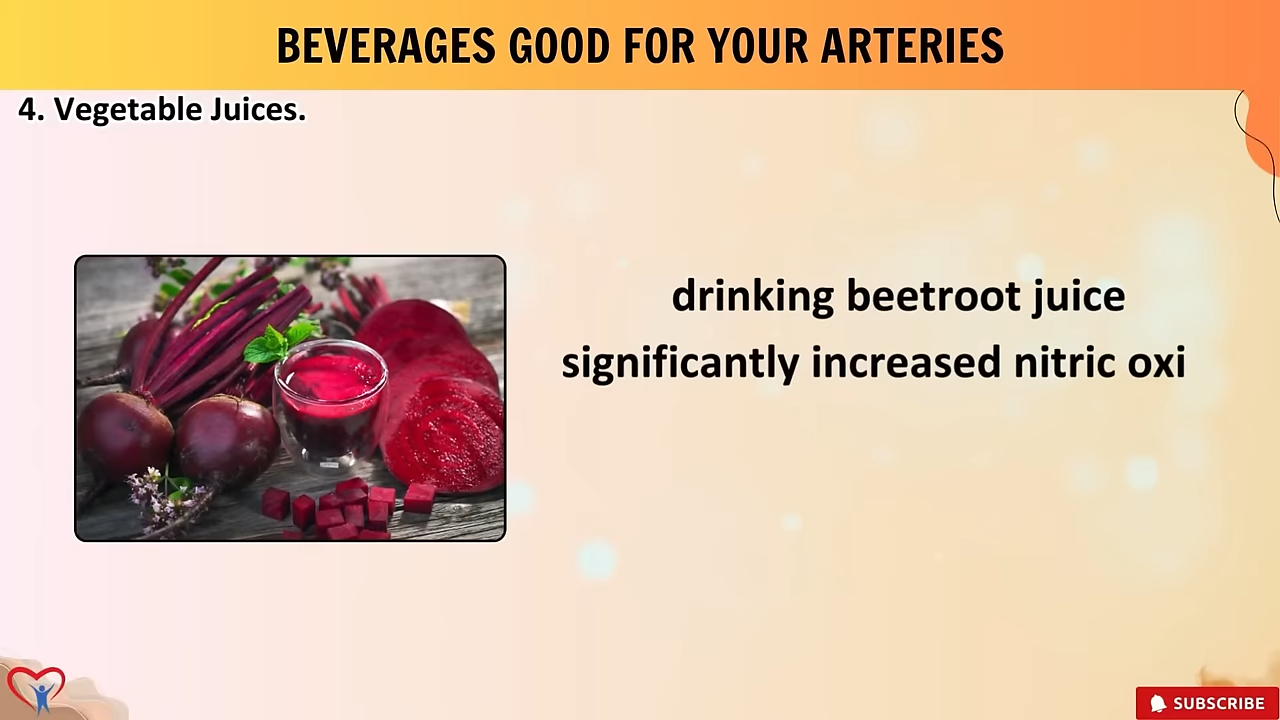 BEVERAGES GOOD FOR YOUR ARTERIES
4. Vegetable Juices.
drinking beetroot juice
significantly increased nitric oxi
SUBSCRIBE